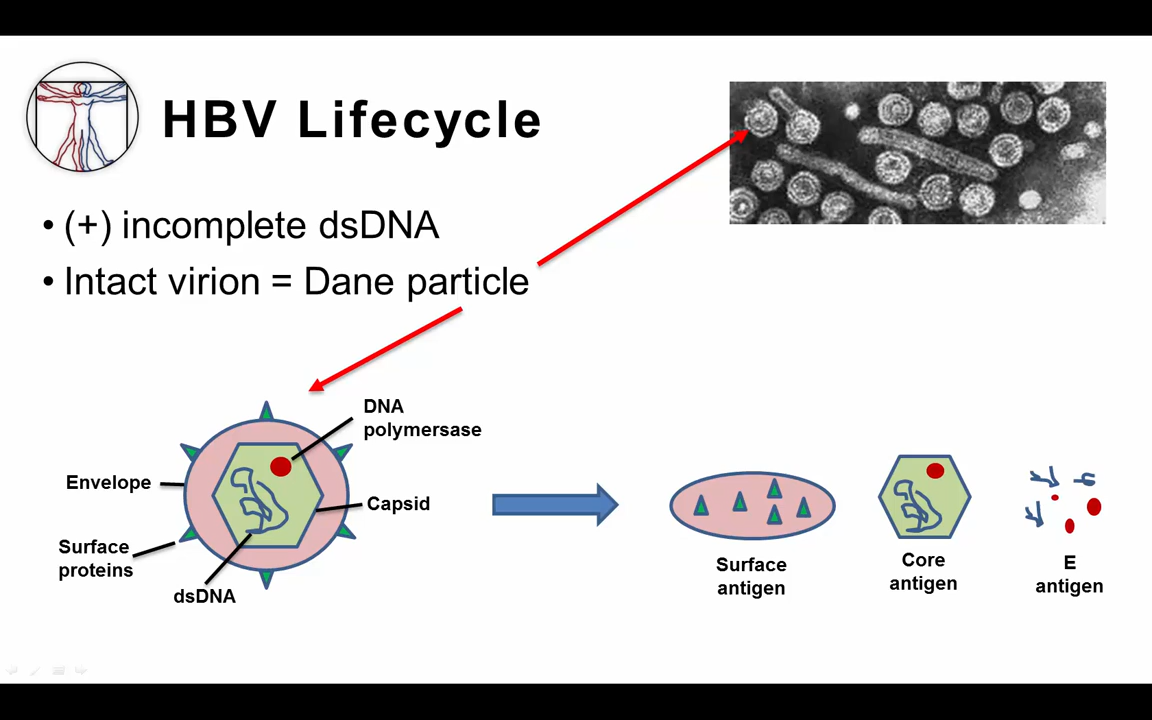 HBV Lifecycle
• (+) incomplete dsDNA
• Intact virion = Dane particle
DNA
polymersase
Envelope
Capsid
Surface
proteins
dsDNA
Surface
antigen
Core
antigen
E
antigen